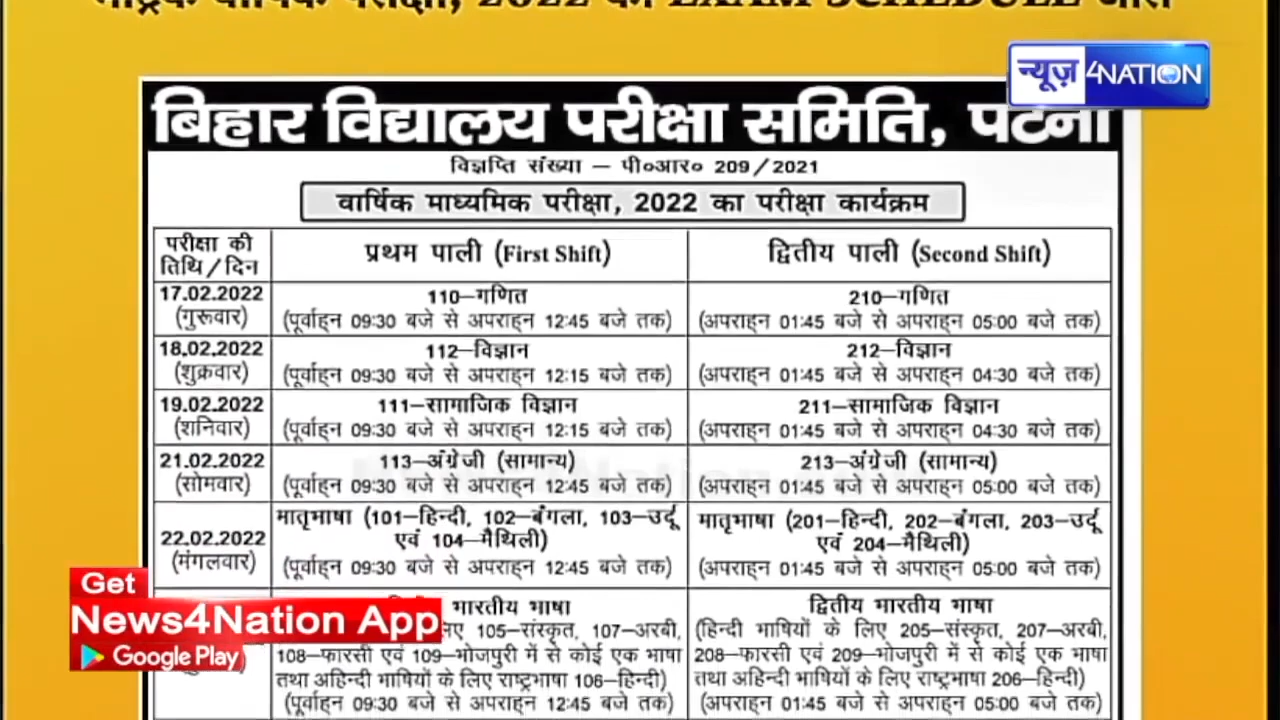 2022 का EXAM SCHEDULE
न्यूज़ 4NATION
बिहार विद्यालय परीक्षा समिति, पटना
विज्ञप्ति संख्या — पी०आर० 209/2021
वार्षिक माध्यमिक परीक्षा, 2022 का परीक्षा कार्यक्रम
परीक्षा की
तिथि/दिन
प्रथम पाली (First Shift)
द्वितीय पाली (Second Shift)
17.02.2022
(गुरूवार)
110–गणित
(पूर्वाह्न 09:30 बजे से अपराह्न 12:45 बजे तक)
210–गणित
(अपराह्न 01:45 बजे से अपराह्न 05:00 बजे तक)
18.02.2022
(शुक्रवार)
112–विज्ञान
(पूर्वाह्न 09:30 बजे से अपराह्न 12:15 बजे तक)
212–विज्ञान
(अपराह्न 01:45 बजे से अपराह्न 04:30 बजे तक)
19.02.2022
(शनिवार)
111–सामाजिक विज्ञान
(पूर्वाह्न 09:30 बजे से अपराह्न 12:15 बजे तक)
211–सामाजिक विज्ञान
(अपराह्न 01:45 बजे से अपराह्न 04:30 बजे तक)
21.02.2022
(सोमवार)
113–अंग्रेजी (सामान्य)
(पूर्वाह्न 09:30 बजे से अपराह्न 12:45 बजे तक)
213–अंग्रेजी (सामान्य)
(अपराह्न 01:45 बजे से अपराह्न 05:00 बजे तक)
22.02.2022
(मंगलवार)
मातृभाषा (101–हिन्दी, 102–बंगला, 103–उर्दू
एवं 104–मैथिली)
(पूर्वाह्न 09:30 बजे से अपराह्न 12:45 बजे तक)
मातृभाषा (201–हिन्दी, 202–बंगला, 203–उर्दू
एवं 204–मैथिली)
(अपराह्न 01:45 बजे से अपराह्न 05:00 बजे तक)
भारतीय भाषा
105–संस्कृत, 107–अरबी,
108–फारसी एवं 109–भोजपुरी में से कोई एक भाषा
तथा अहिन्दी भाषियों के लिए राष्ट्रभाषा 106–हिन्दी)
(पूर्वाह्न 09:30 बजे से अपराह्न 12:45 बजे तक)
द्वितीय भारतीय भाषा
(हिन्दी भाषियों के लिए 205–संस्कृत, 207–अरबी,
208–फारसी एवं 209–भोजपुरी में से कोई एक भाषा
तथा अहिन्दी भाषियों के लिए राष्ट्रभाषा 206–हिन्दी)
(अपराह्न 01:45 बजे से अपराह्न 05:00 बजे तक)
Get
News4Nation App
Google Play